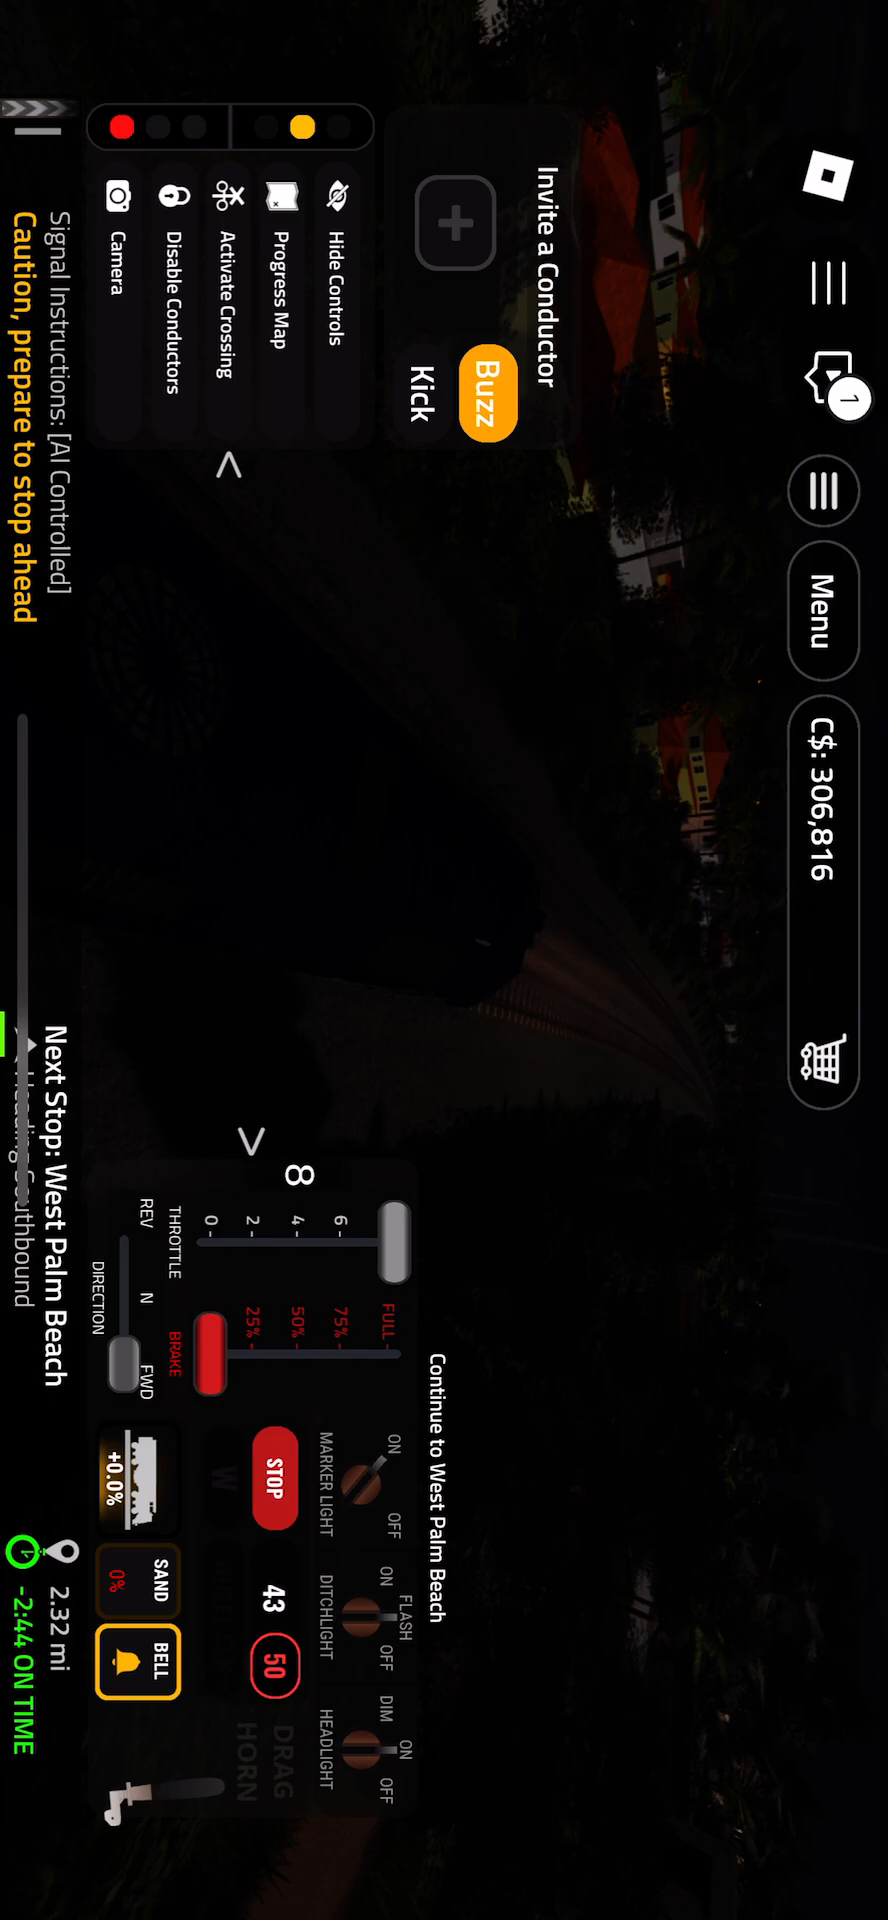 1
Menu
C$: 306,816
Invite a Conductor
+
Buzz
Kick
Hide Controls
Progress Map
Activate Crossing
Disable Conductors
Camera
<
>
Signal Instructions: [AI Controlled]
Caution, prepare to stop ahead
Next Stop: West Palm Beach
Heading Southbound
2.32 mi
-2:44 ON TIME
Continue to West Palm Beach
8
6 -
4 -
2 -
0 -
THROTTLE
FULL -
75% -
50% -
25% -
BRAKE
REV
N
FWD
DIRECTION
ON
OFF
MARKER LIGHT
FLASH
ON
OFF
DITCHLIGHT
ON
DIM
OFF
HEADLIGHT
STOP
W
43
50
+0.0%
SAND
0%
BELL
DRAG
HORN